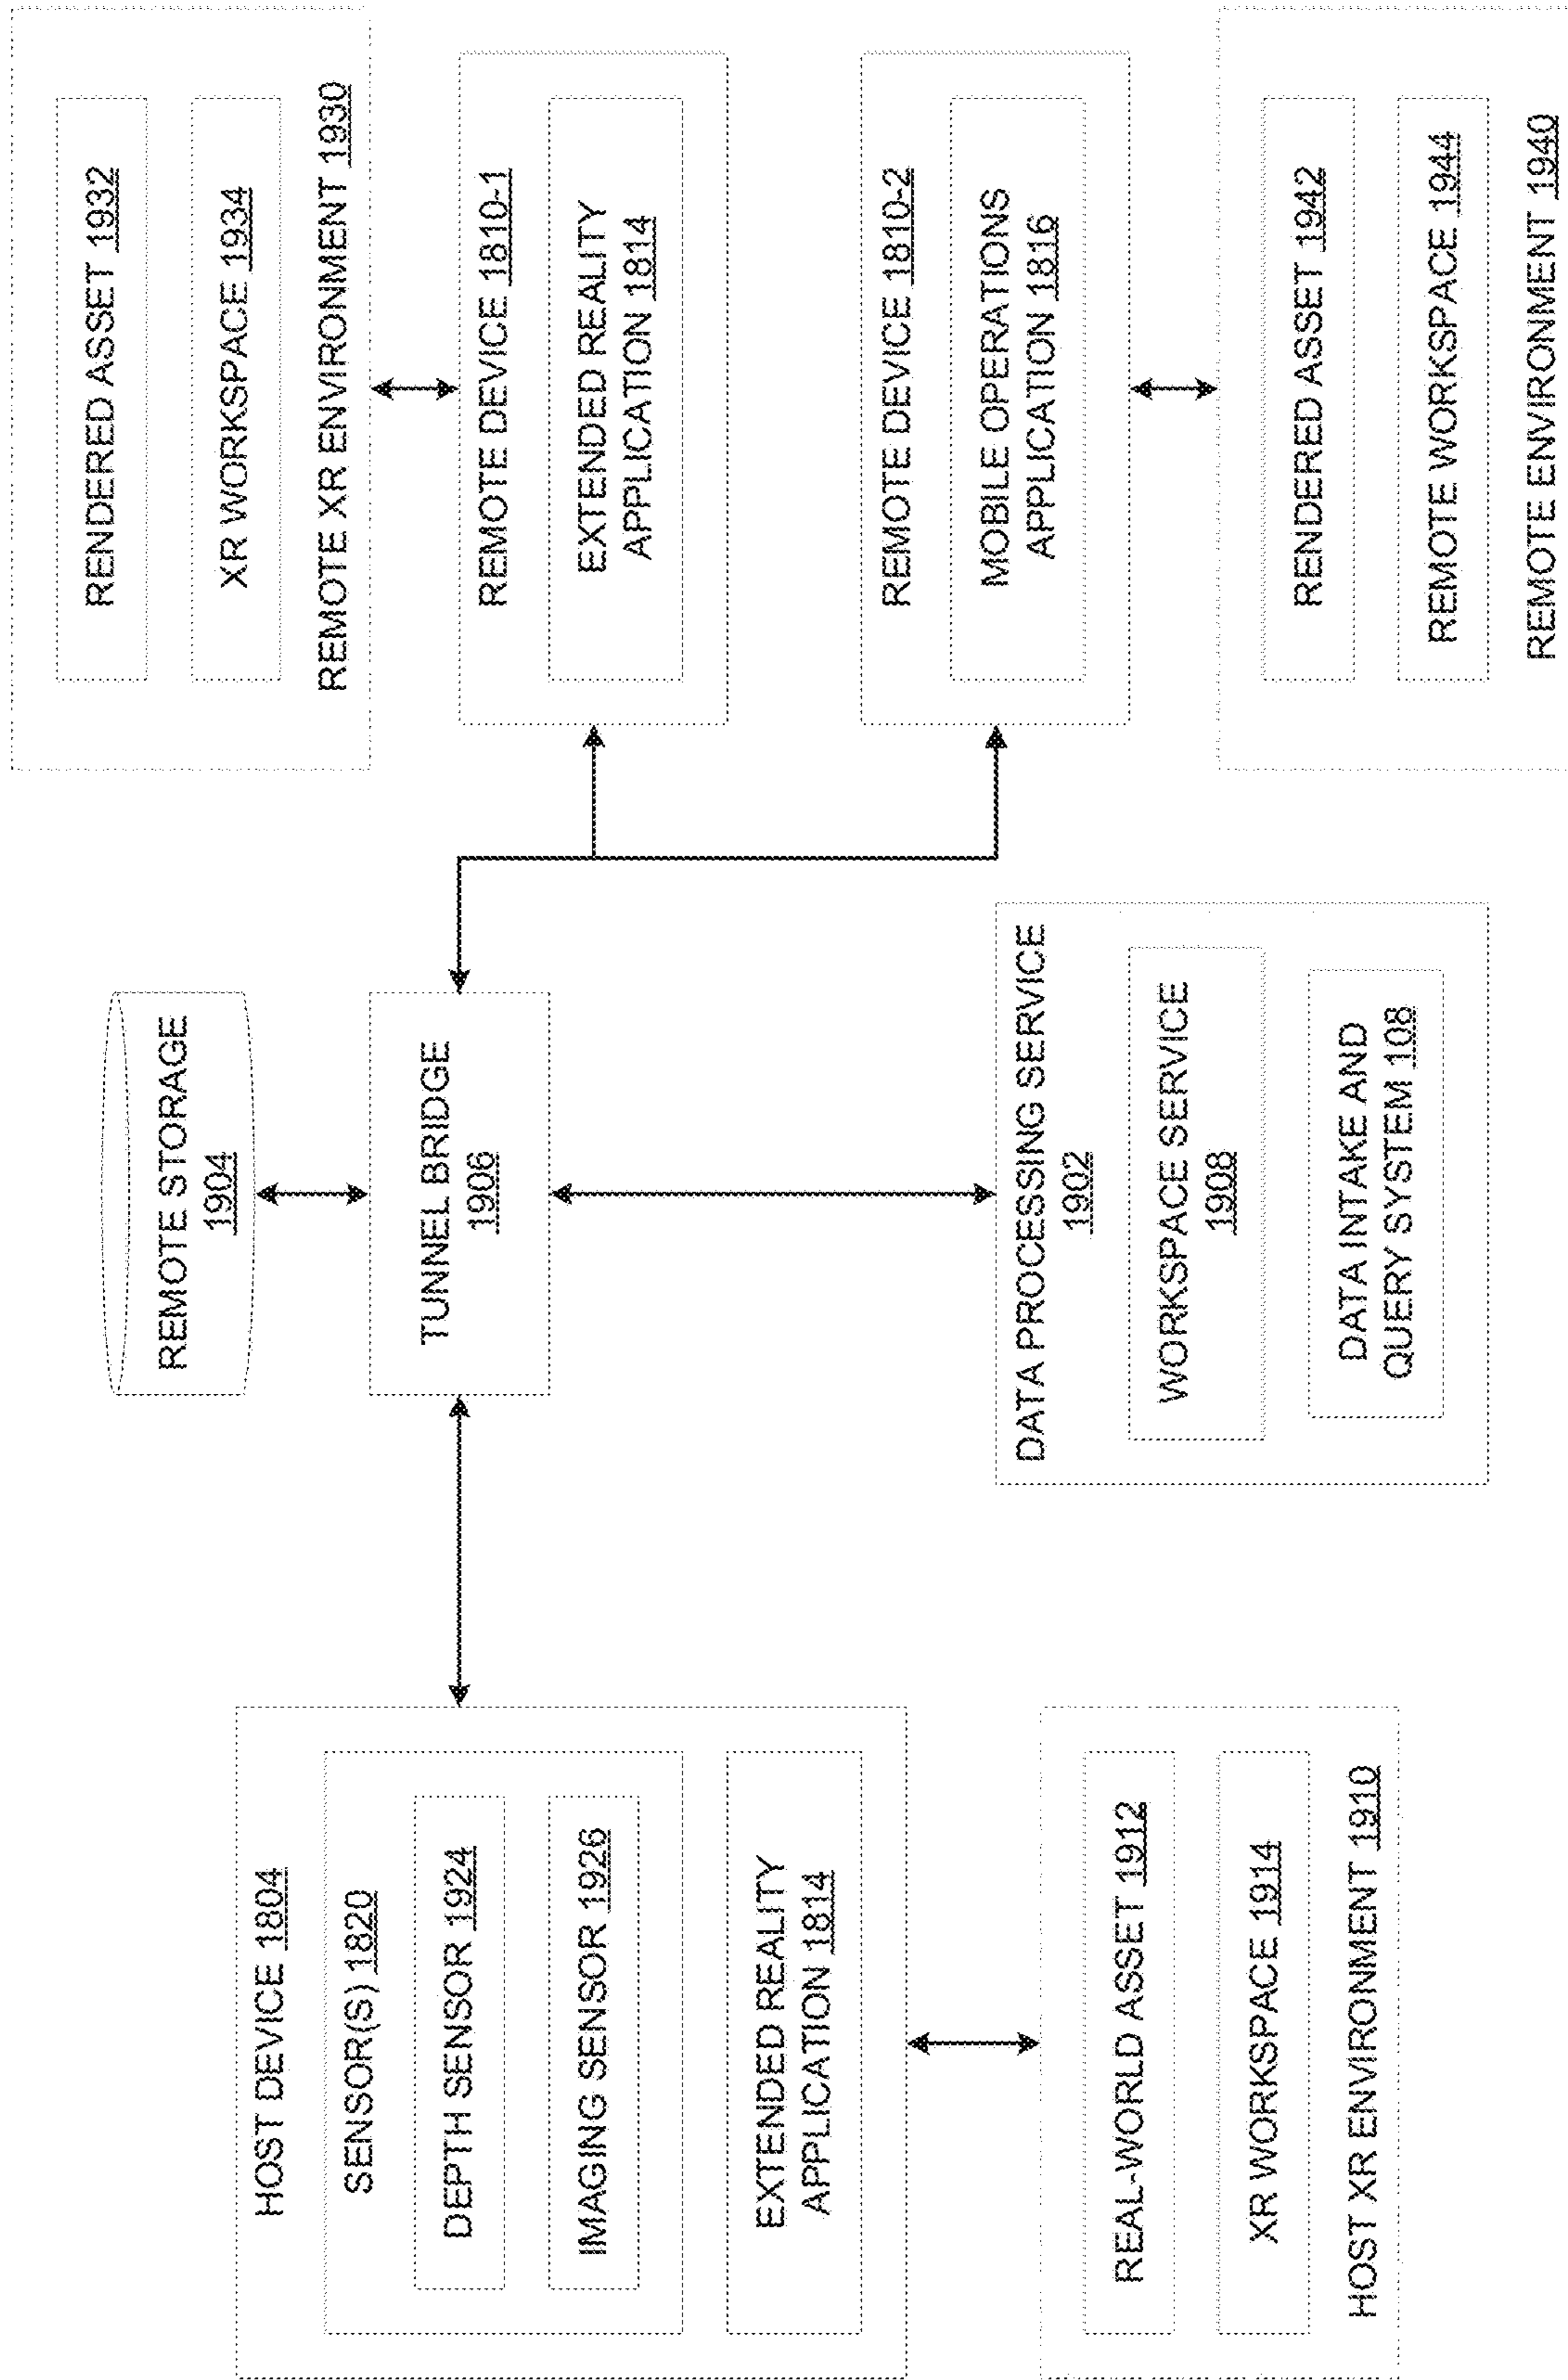 HOST DEVICE 1804
SENSOR(S) 1820
DEPTH SENSOR 1924
IMAGING SENSOR 1926
EXTENDED REALITY
APPLICATION 1814
REAL-WORLD ASSET 1912
XR WORKSPACE 1914
HOST XR ENVIRONMENT 1910
REMOTE STORAGE
1904
TUNNEL BRIDGE
1906
DATA PROCESSING SERVICE
1902
WORKSPACE SERVICE
1908
DATA INTAKE AND
QUERY SYSTEM 108
RENDERED ASSET 1932
XR WORKSPACE 1934
REMOTE XR ENVIRONMENT 1930
REMOTE DEVICE 1810-1
EXTENDED REALITY
APPLICATION 1814
REMOTE DEVICE 1810-2
MOBILE OPERATIONS
APPLICATION 1816
RENDERED ASSET 1942
REMOTE WORKSPACE 1944
REMOTE ENVIRONMENT 1940